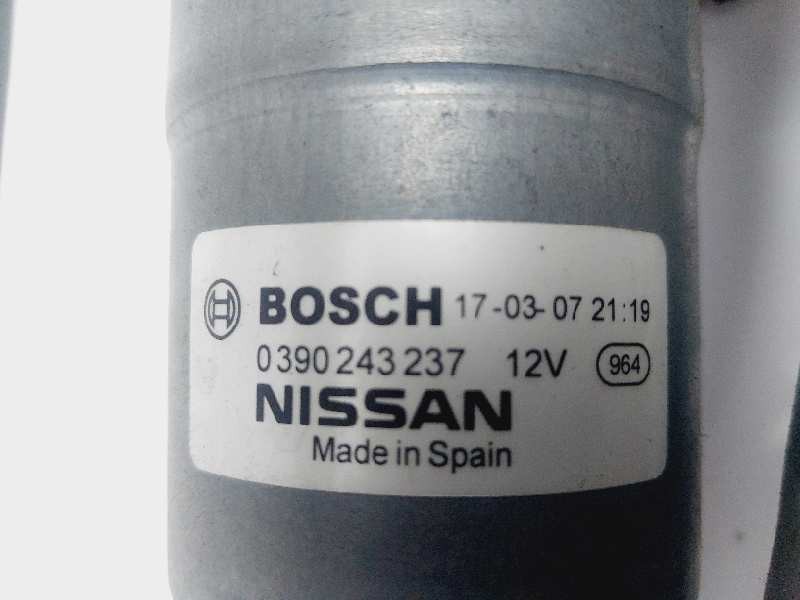 BOSCH 17-03-07 21:19
0 390 243 237 12V 964
NISSAN
Made in Spain